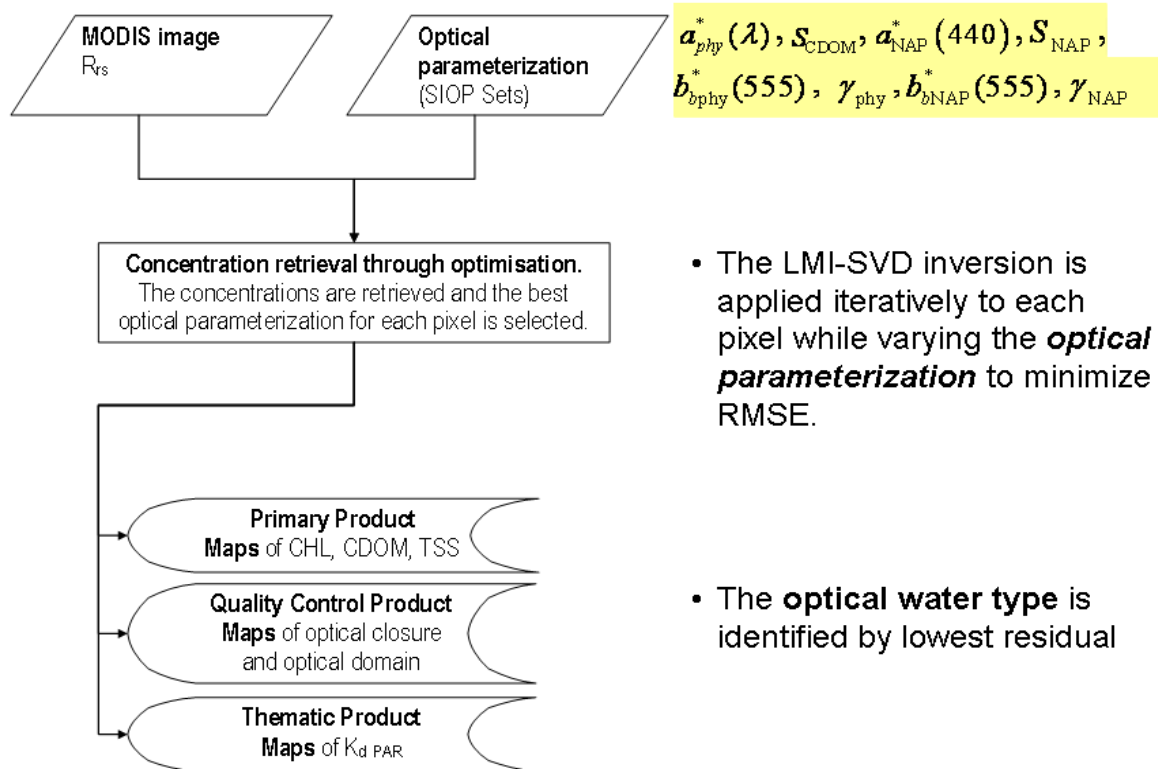 MODIS image
Rrs
Optical
parameterization
(SIOP Sets)
a*phy(λ), SCDOM, a*NAP(440), SNAP,
b*bphy(555), γphy, b*bNAP(555), γNAP
Concentration retrieval through optimisation.
The concentrations are retrieved and the best
optical parameterization for each pixel is selected.
• The LMI-SVD inversion is
applied iteratively to each
pixel while varying the optical
parameterization to minimize
RMSE.
Primary Product
Maps of CHL, CDOM, TSS
Quality Control Product
Maps of optical closure
and optical domain
• The optical water type is
identified by lowest residual
Thematic Product
Maps of Kd PAR